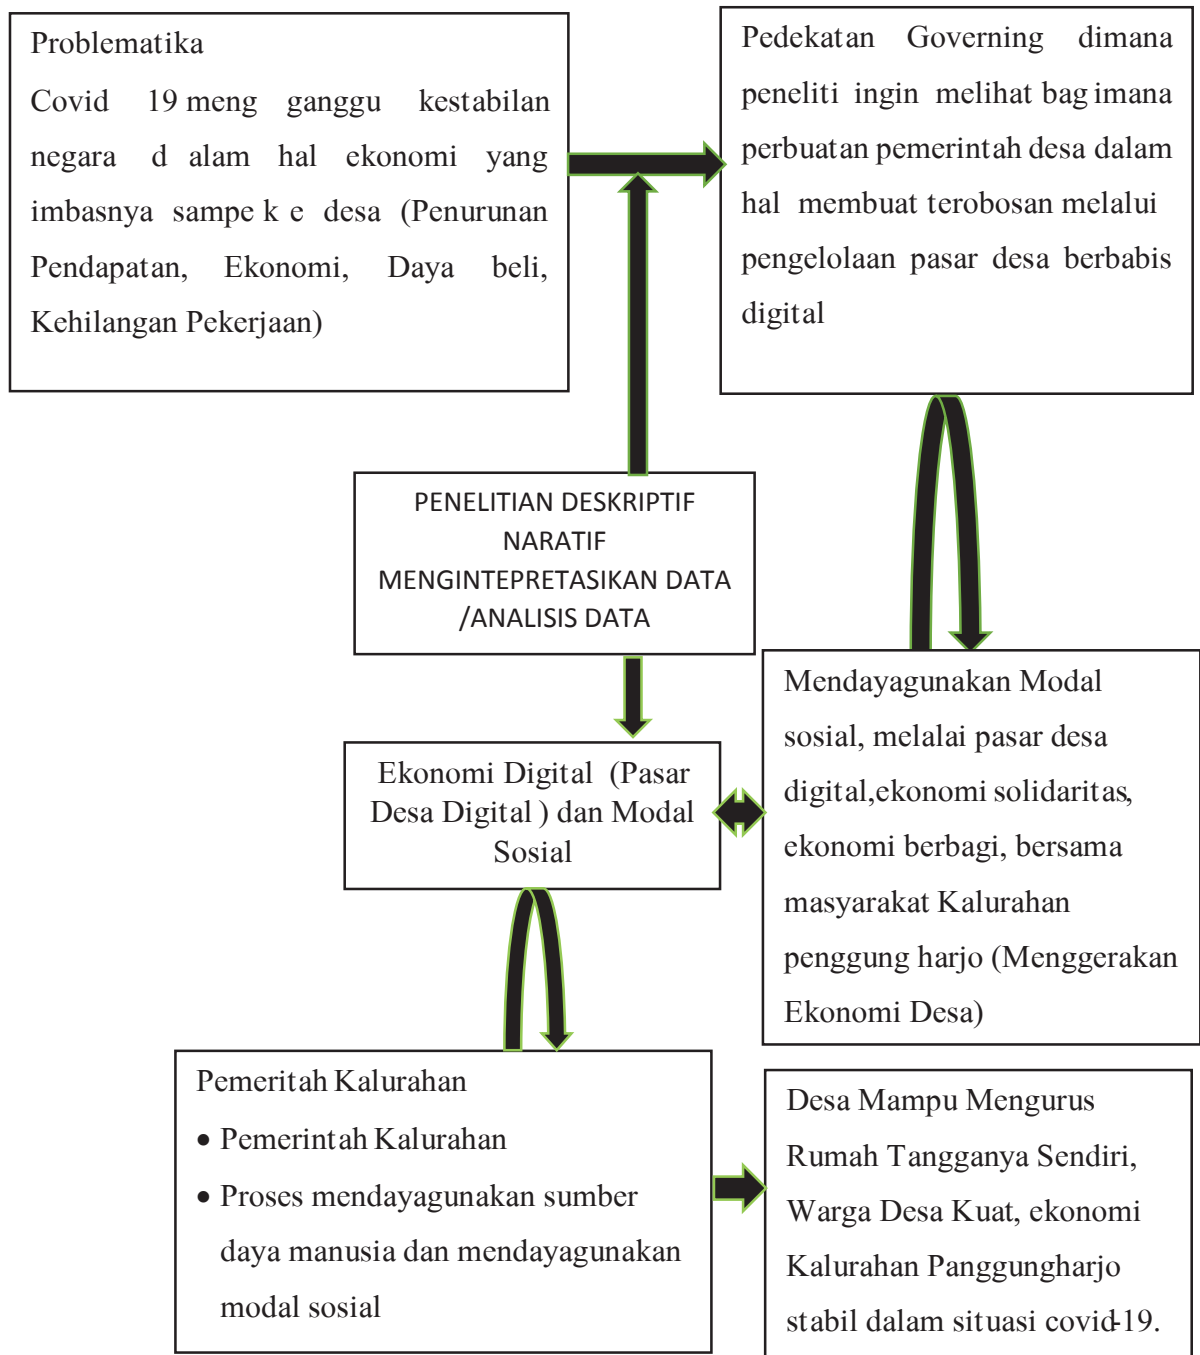 Problematika
Covid 19 meng ganggu kestabilan
negara d alam hal ekonomi yang
imbasnya sampe k e desa (Penurunan
Pendapatan, Ekonomi, Daya beli,
Kehilangan Pekerjaan)
Pedekatan Governing dimana
peneliti ingin melihat bag imana
perbuatan pemerintah desa dalam
hal membuat terobosan melalui
pengelolaan pasar desa berbabis
digital
PENELITIAN DESKRIPTIF
NARATIF
MENGINTEPRETASIKAN DATA
/ANALISIS DATA
Ekonomi Digital (Pasar
Desa Digital ) dan Modal
Sosial
Mendayagunakan Modal
sosial, melalai pasar desa
digital,ekonomi solidaritas,
ekonomi berbagi, bersama
masyarakat Kalurahan
penggung harjo (Menggerakan
Ekonomi Desa)
Pemeritah Kalurahan
• Pemerintah Kalurahan
• Proses mendayagunakan sumber
daya manusia dan mendayagunakan
modal sosial
Desa Mampu Mengurus
Rumah Tangganya Sendiri,
Warga Desa Kuat, ekonomi
Kalurahan Panggungharjo
stabil dalam situasi covid-19.